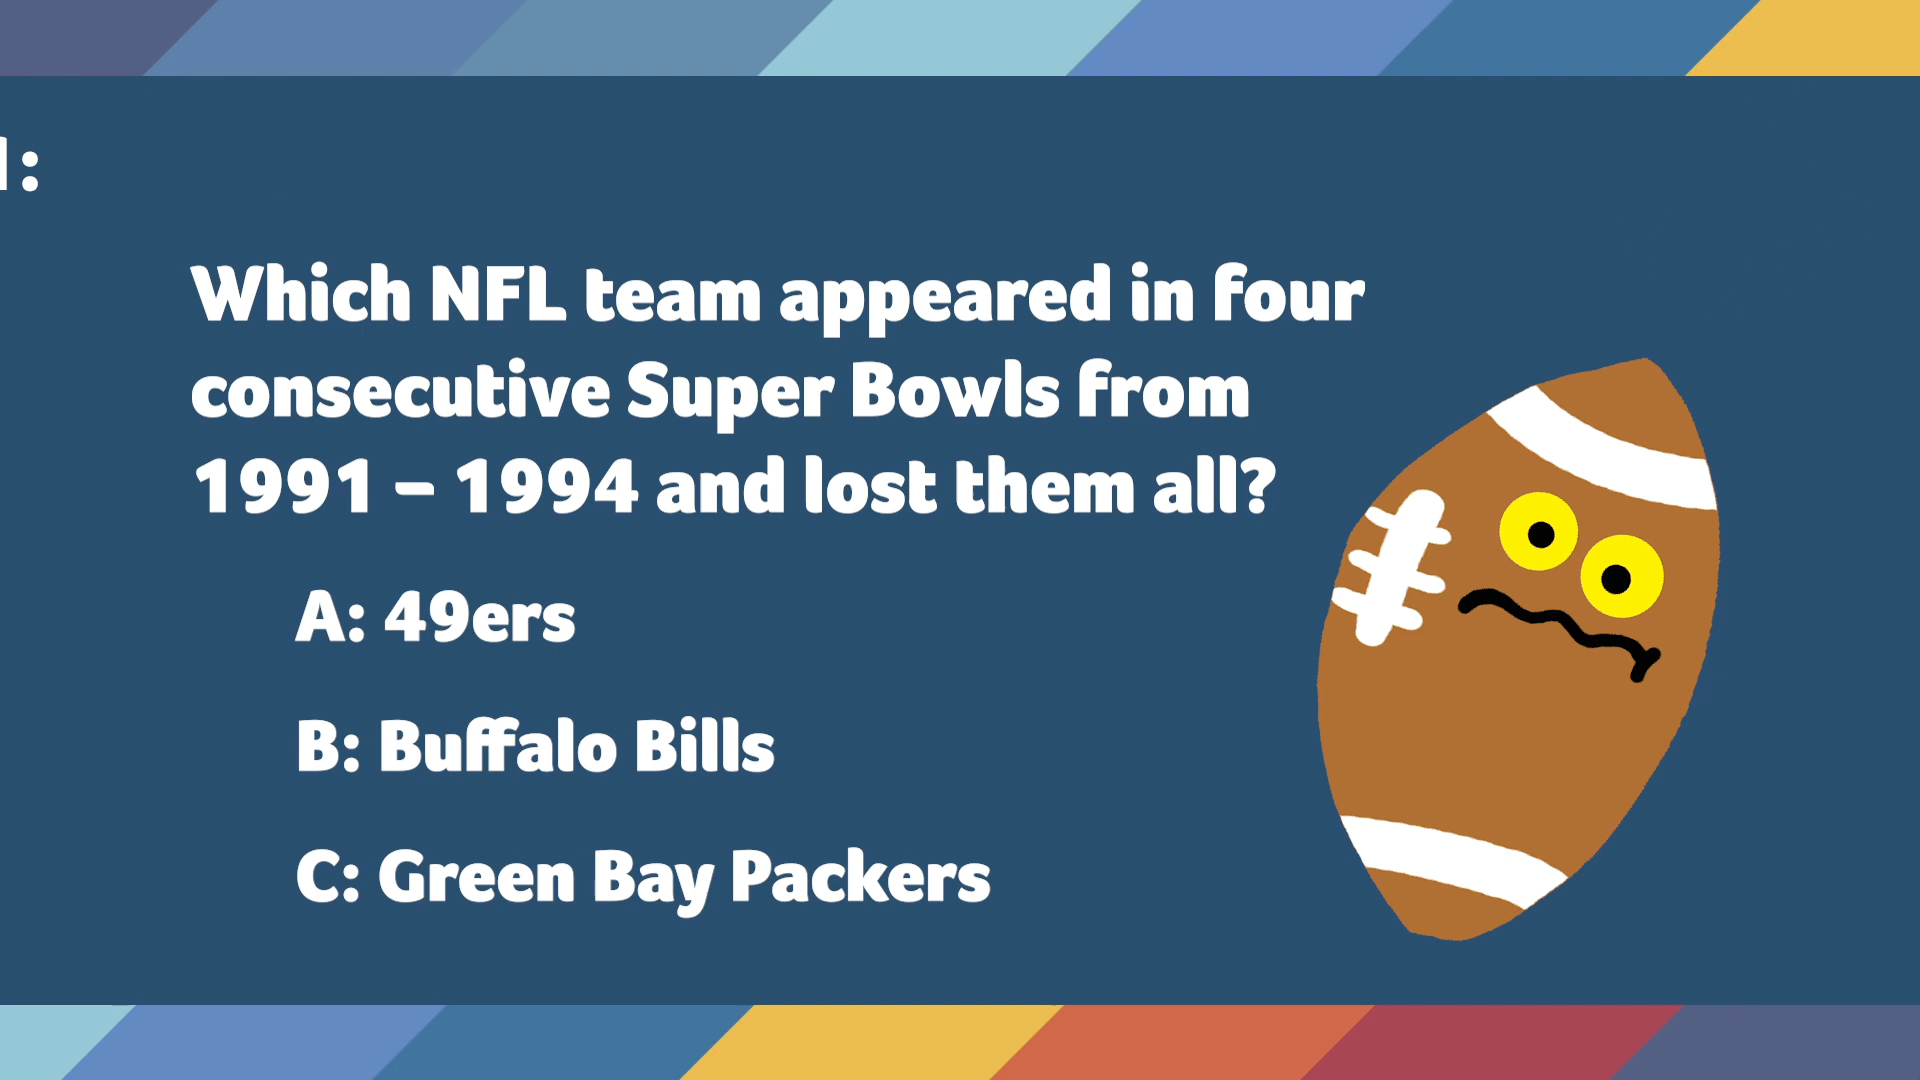 :
Which NFL team appeared in four
consecutive Super Bowls from
1991 – 1994 and lost them all?
A: 49ers
B: Buffalo Bills
C: Green Bay Packers